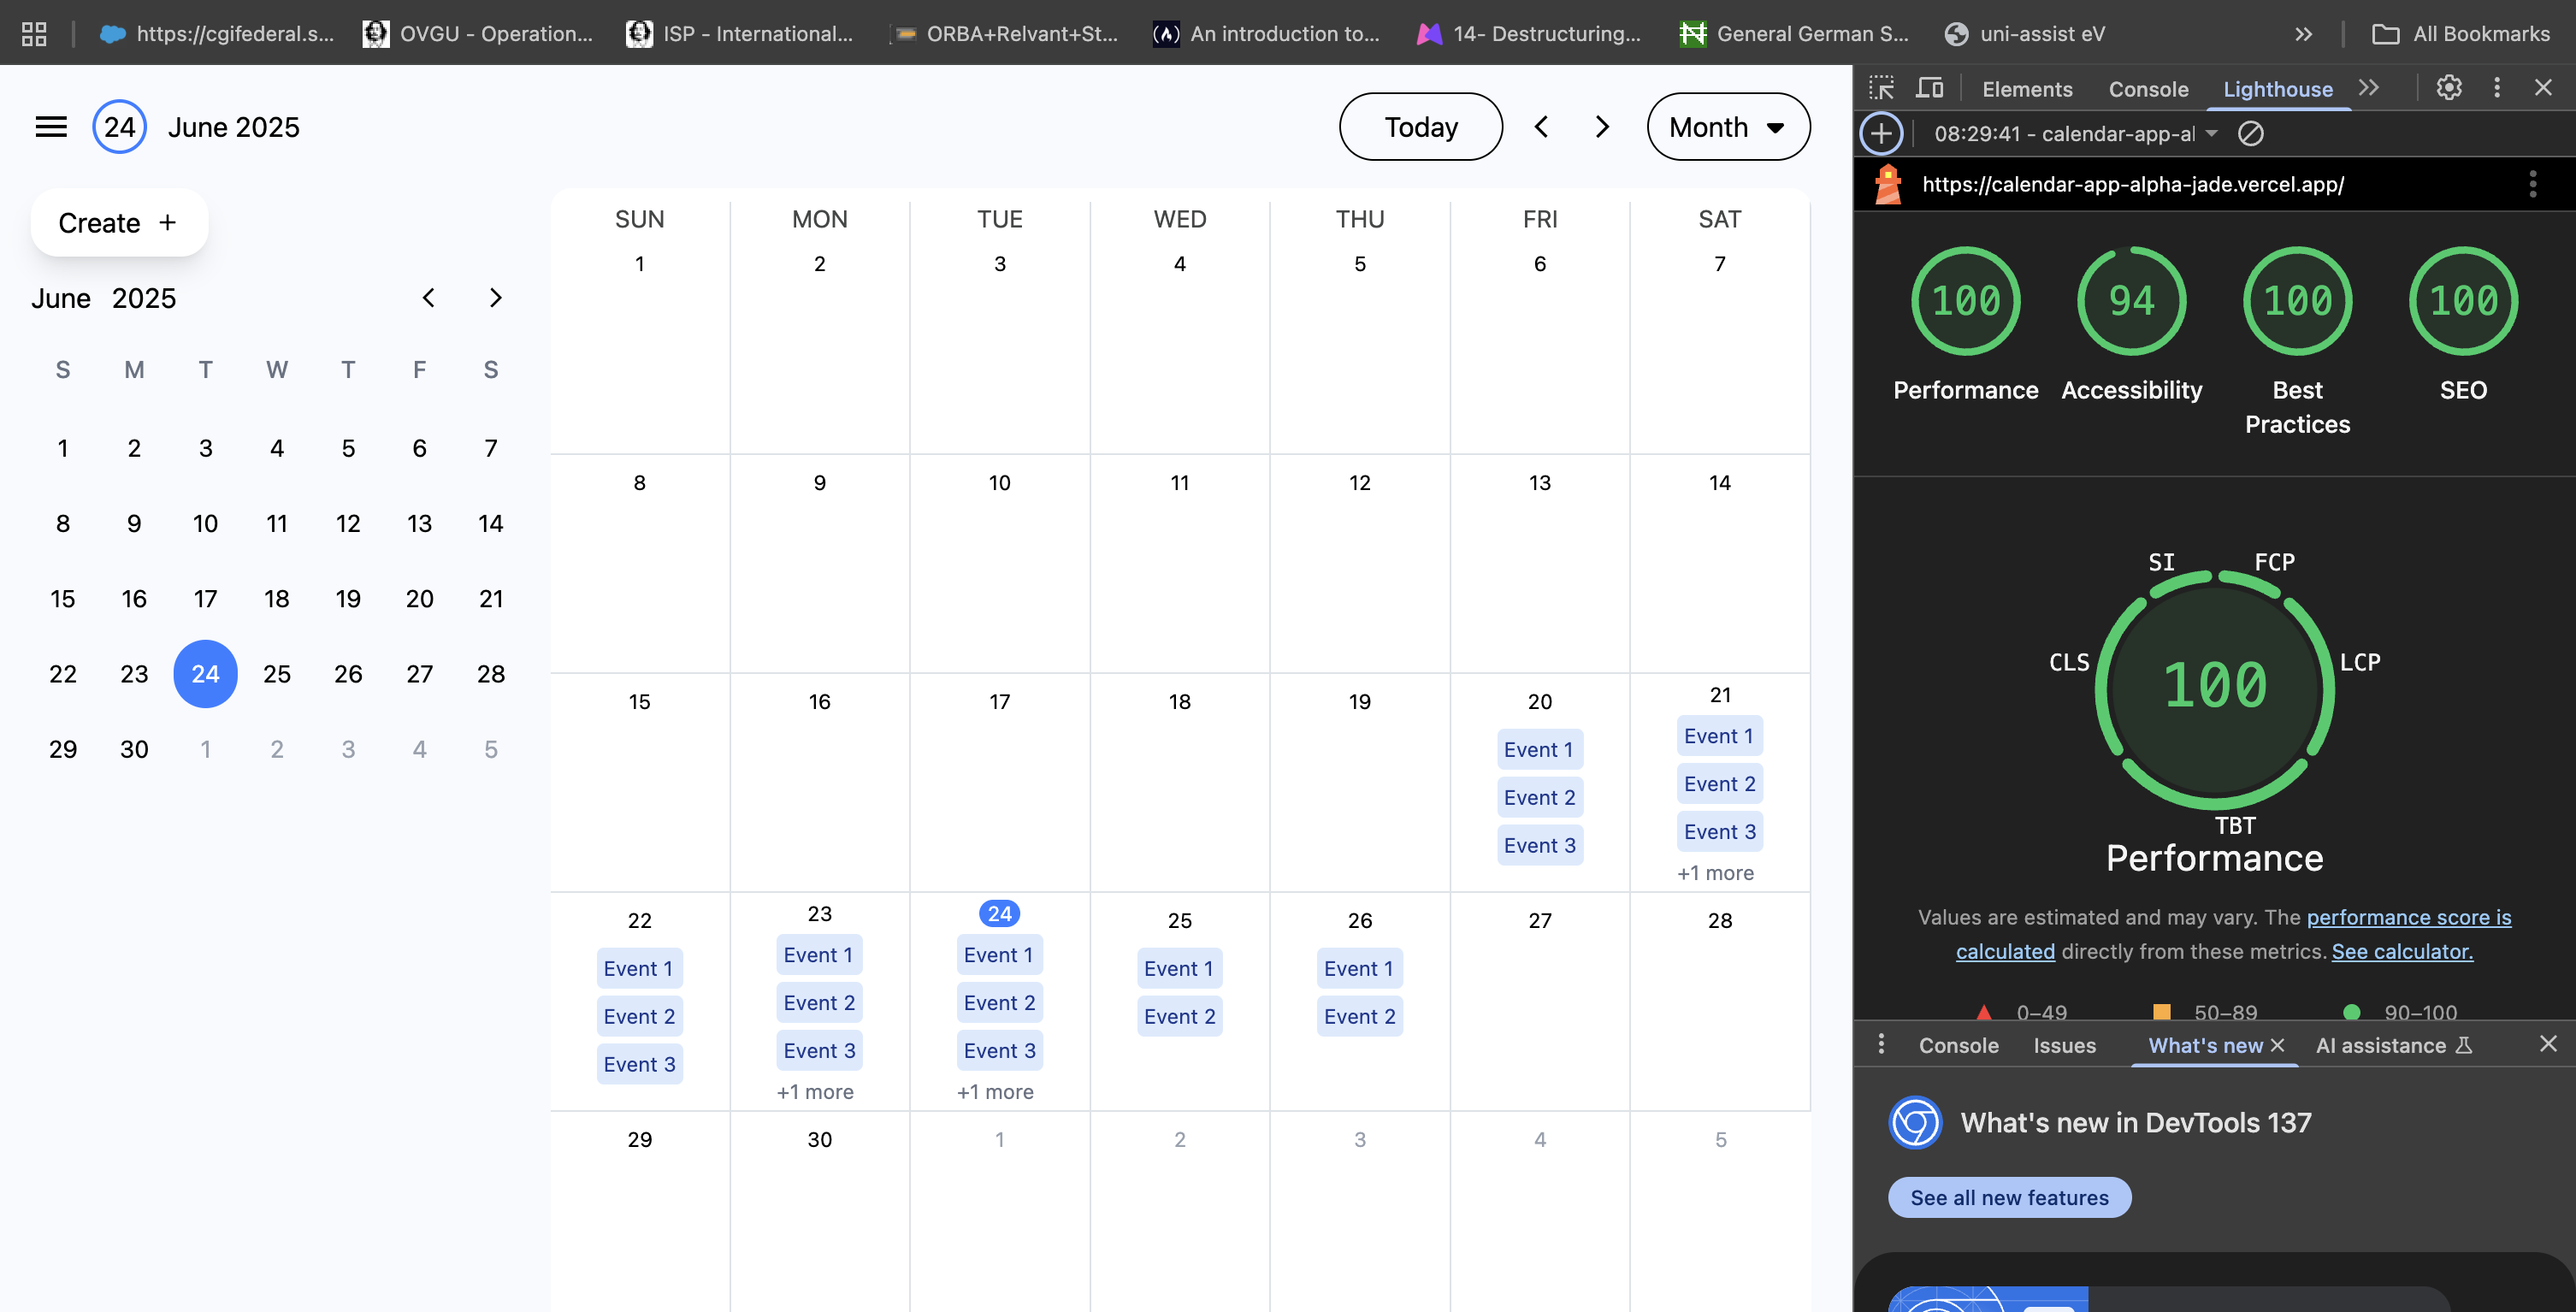 https://cgifederal.s... OVGU - Operation... ISP - International... ORBA+Relvant+St... An introduction to... 14- Destructuring... General German S... uni-assist eV All Bookmarks
24 June 2025 Today Month
Create +
June 2025
S M T W T F S
1 2 3 4 5 6 7
8 9 10 11 12 13 14
15 16 17 18 19 20 21
22 23 24 25 26 27 28
29 30 1 2 3 4 5
SUN MON TUE WED THU FRI SAT
1 2 3 4 5 6 7
8 9 10 11 12 13 14
15 16 17 18 19 20 21
Event 1 Event 1
Event 2 Event 2
Event 3 Event 3
+1 more
22 23 24 25 26 27 28
Event 1 Event 1 Event 1 Event 1 Event 1
Event 2 Event 2 Event 2 Event 2 Event 2
Event 3 Event 3 Event 3
+1 more +1 more
29 30 1 2 3 4 5
Elements Console Lighthouse
08:29:41 - calendar-app-al
https://calendar-app-alpha-jade.vercel.app/
100 94 100 100
Performance Accessibility Best Practices SEO
SI FCP
CLS LCP
100
TBT
Performance
Values are estimated and may vary. The performance score is
calculated directly from these metrics. See calculator.
0–49 50–89 90–100
Console Issues What's new AI assistance
What's new in DevTools 137
See all new features